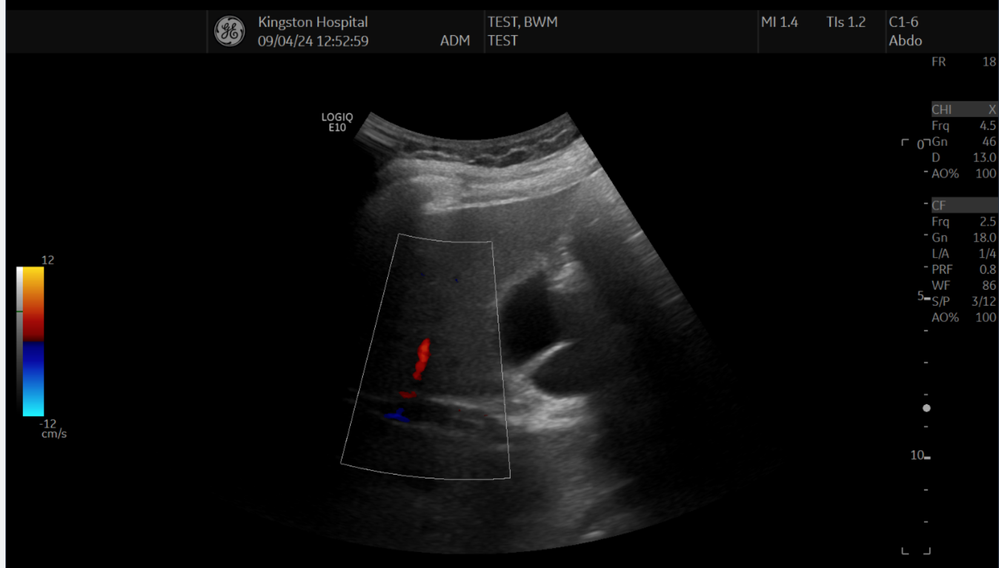 Kingston Hospital
09/04/24 12:52:59 ADM
TEST, BWM
TEST
MI 1.4 TIs 1.2
C1-6
Abdo
GE
LOGIQ
E10
FR 18
CHI X
Frq 4.5
Gn 46
D 13.0
AO% 100
CF
Frq 2.5
Gn 18.0
L/A 1/4
PRF 0.8
WF 86
S/P 3/12
AO% 100
0
5
10
12
-12
cm/s